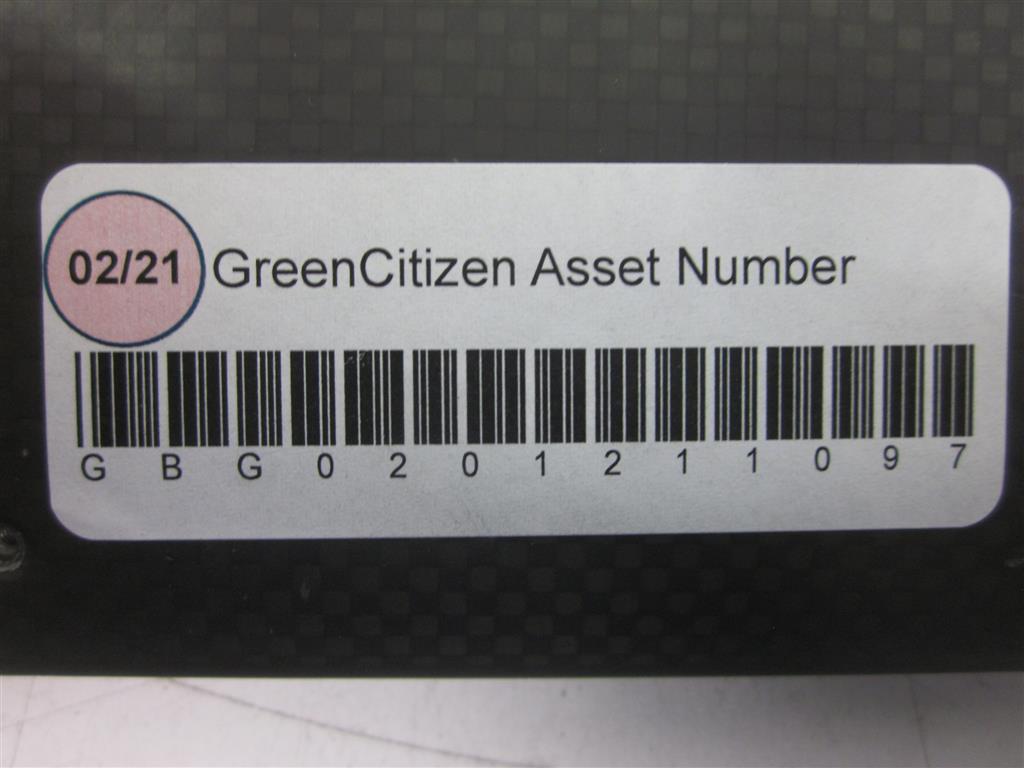 02/21 GreenCitizen Asset Number
G B G 0 2 0 1 2 1 1 0 9 7